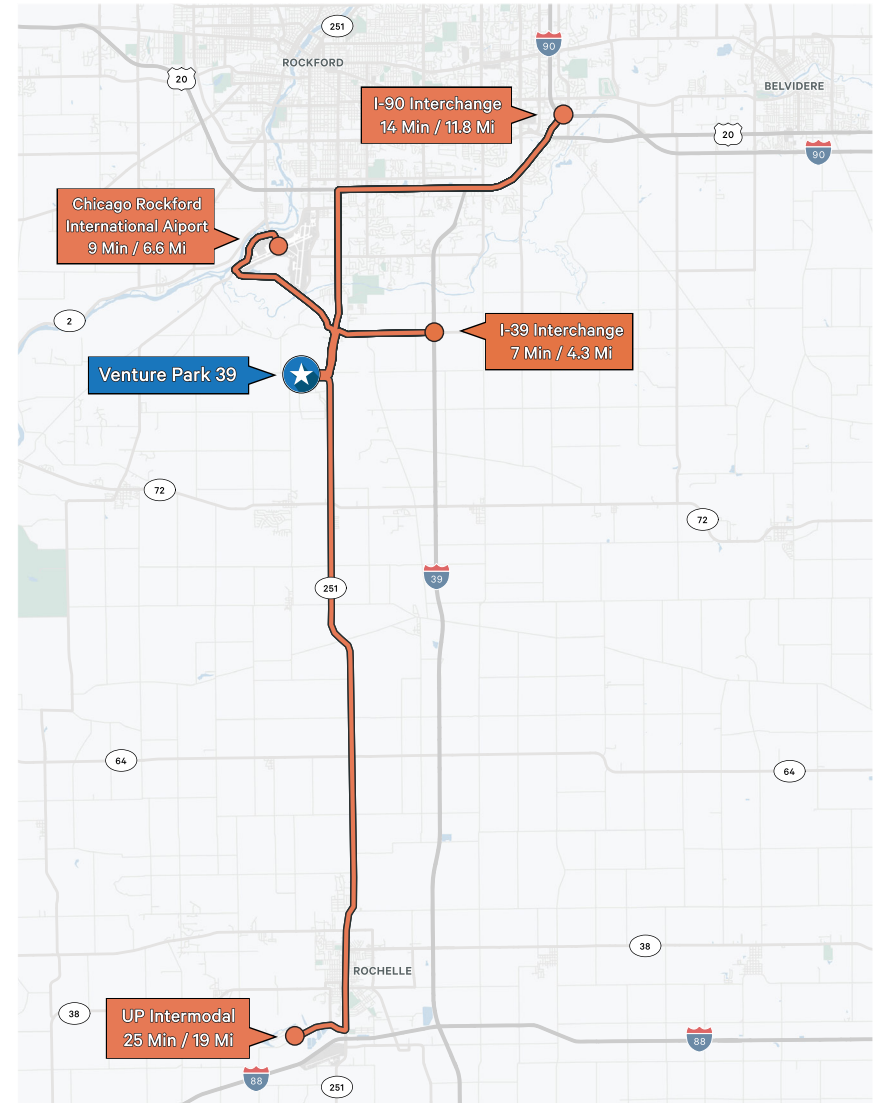 251
90
ROCKFORD
20
BELVIDERE
I-90 Interchange
14 Min / 11.8 Mi
20
90
Chicago Rockford
International Aiport
9 Min / 6.6 Mi
2
I-39 Interchange
7 Min / 4.3 Mi
Venture Park 39
72
72
39
251
64
64
38
ROCHELLE
38
UP Intermodal
25 Min / 19 Mi
88
88
251